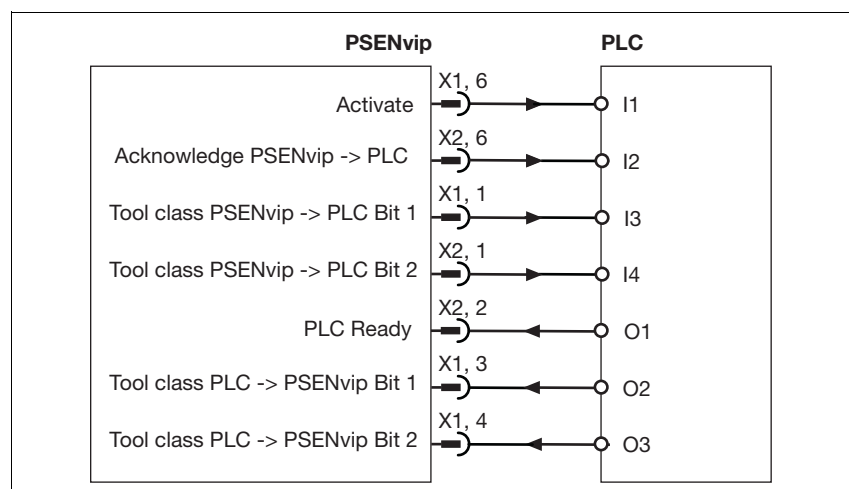 PSENvip PLC
Activate X1, 6 I1
Acknowledge PSENvip -> PLC X2, 6 I2
Tool class PSENvip -> PLC Bit 1 X1, 1 I3
Tool class PSENvip -> PLC Bit 2 X2, 1 I4
PLC Ready X2, 2 O1
Tool class PLC -> PSENvip Bit 1 X1, 3 O2
Tool class PLC -> PSENvip Bit 2 X1, 4 O3